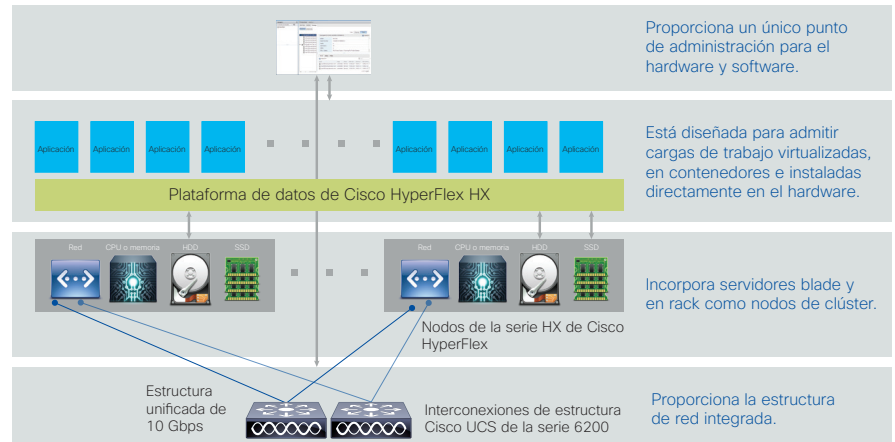 Proporciona un único punto
de administración para el
hardware y software.
Aplicación Aplicación Aplicación Aplicación Aplicación Aplicación Aplicación Aplicación
Está diseñada para admitir
cargas de trabajo virtualizadas,
en contenedores e instaladas
directamente en el hardware.
Plataforma de datos de Cisco HyperFlex HX
Red CPU o memoria HDD SSD Red CPU o memoria HDD SSD
Incorpora servidores blade y
en rack como nodos de clúster.
Nodos de la serie HX de Cisco
HyperFlex
Estructura
unificada de
10 Gbps
Interconexiones de estructura
Cisco UCS de la serie 6200
Proporciona la estructura
de red integrada.